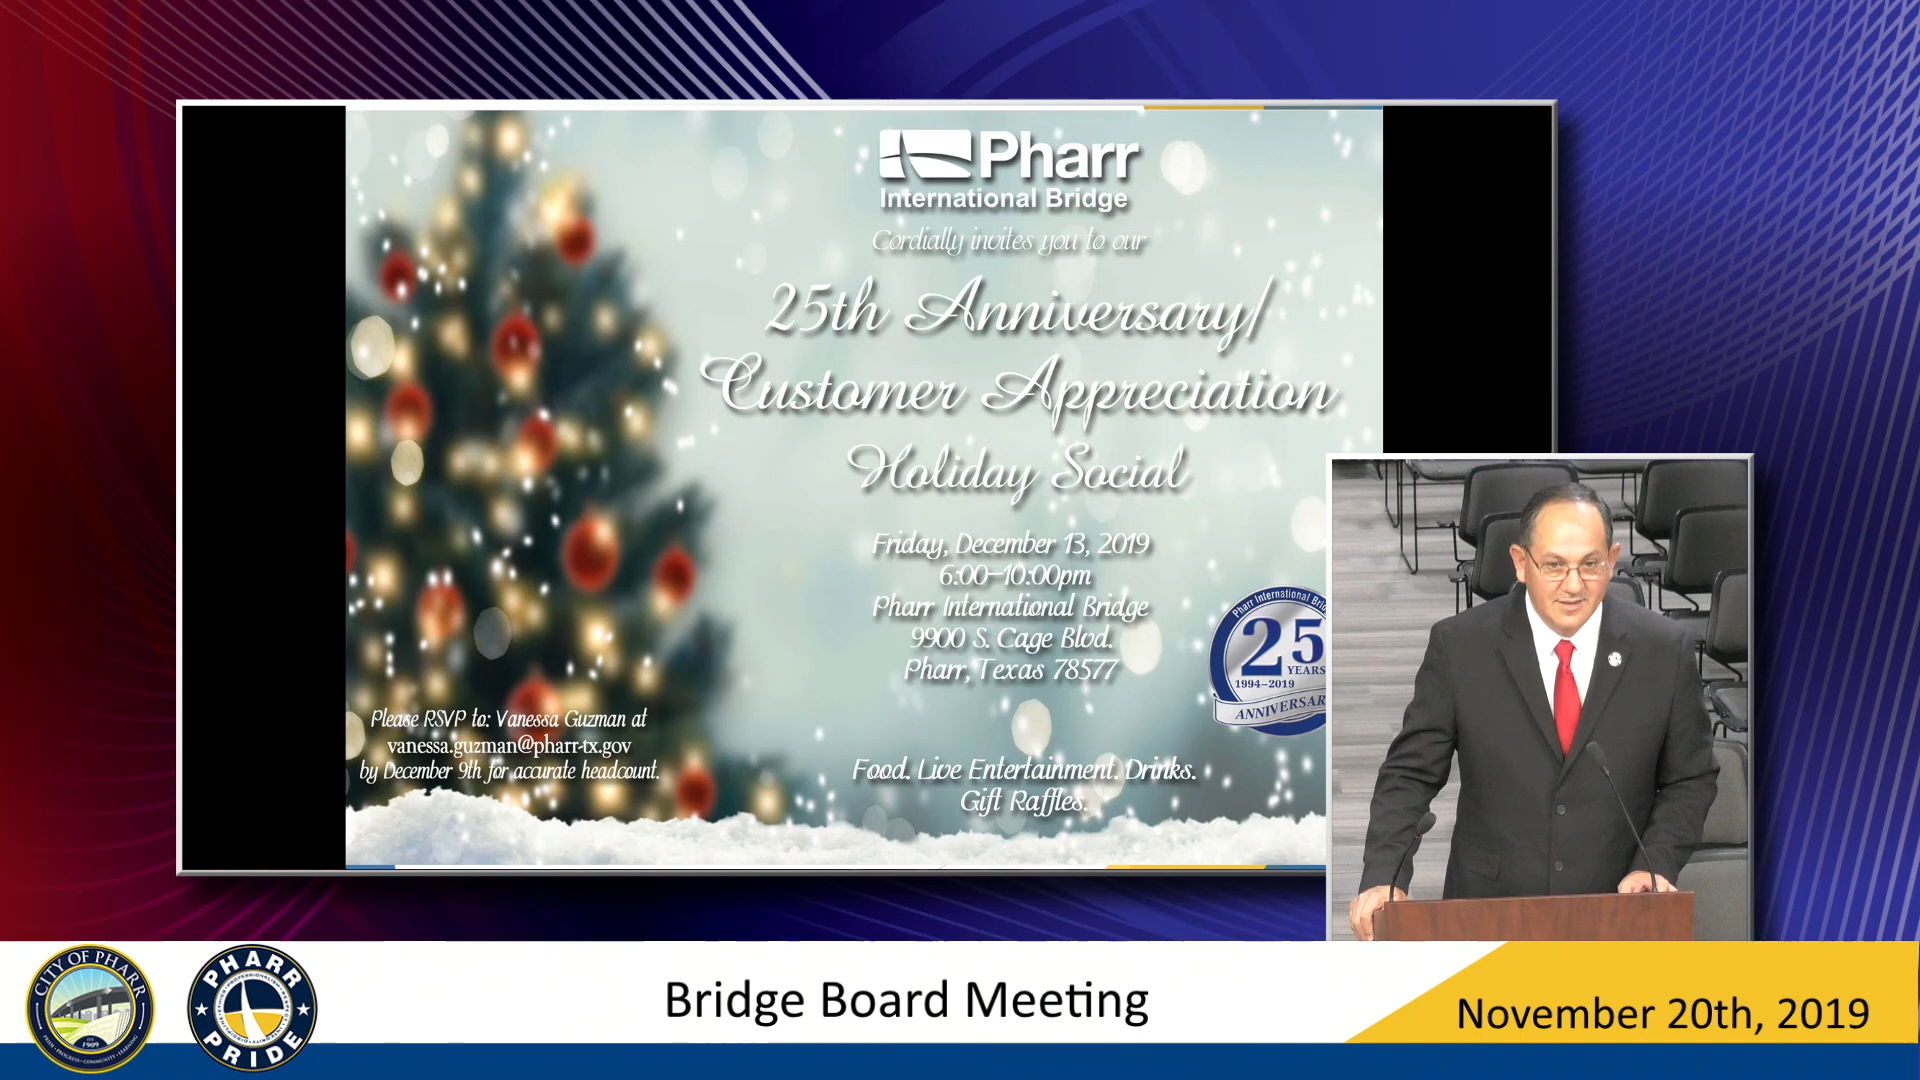 Pharr
International Bridge
Cordially invites you to our
25th Anniversary/
Customer Appreciation
Holiday Social
Friday, December 13, 2019
6:00-10:00pm
Pharr International Bridge
9900 S. Cage Blvd.
Pharr, Texas 78577
Please RSVP to: Vanessa Guzman at
vanessa.guzman@pharr-tx.gov
by December 9th for accurate headcount.
Food. Live Entertainment. Drinks.
Gift Raffles.
Pharr International
25
YEARS
1994-2019
CITY OF PHARR
1909
PHARR
PRIDE
Bridge Board Meeting
November 20th, 2019